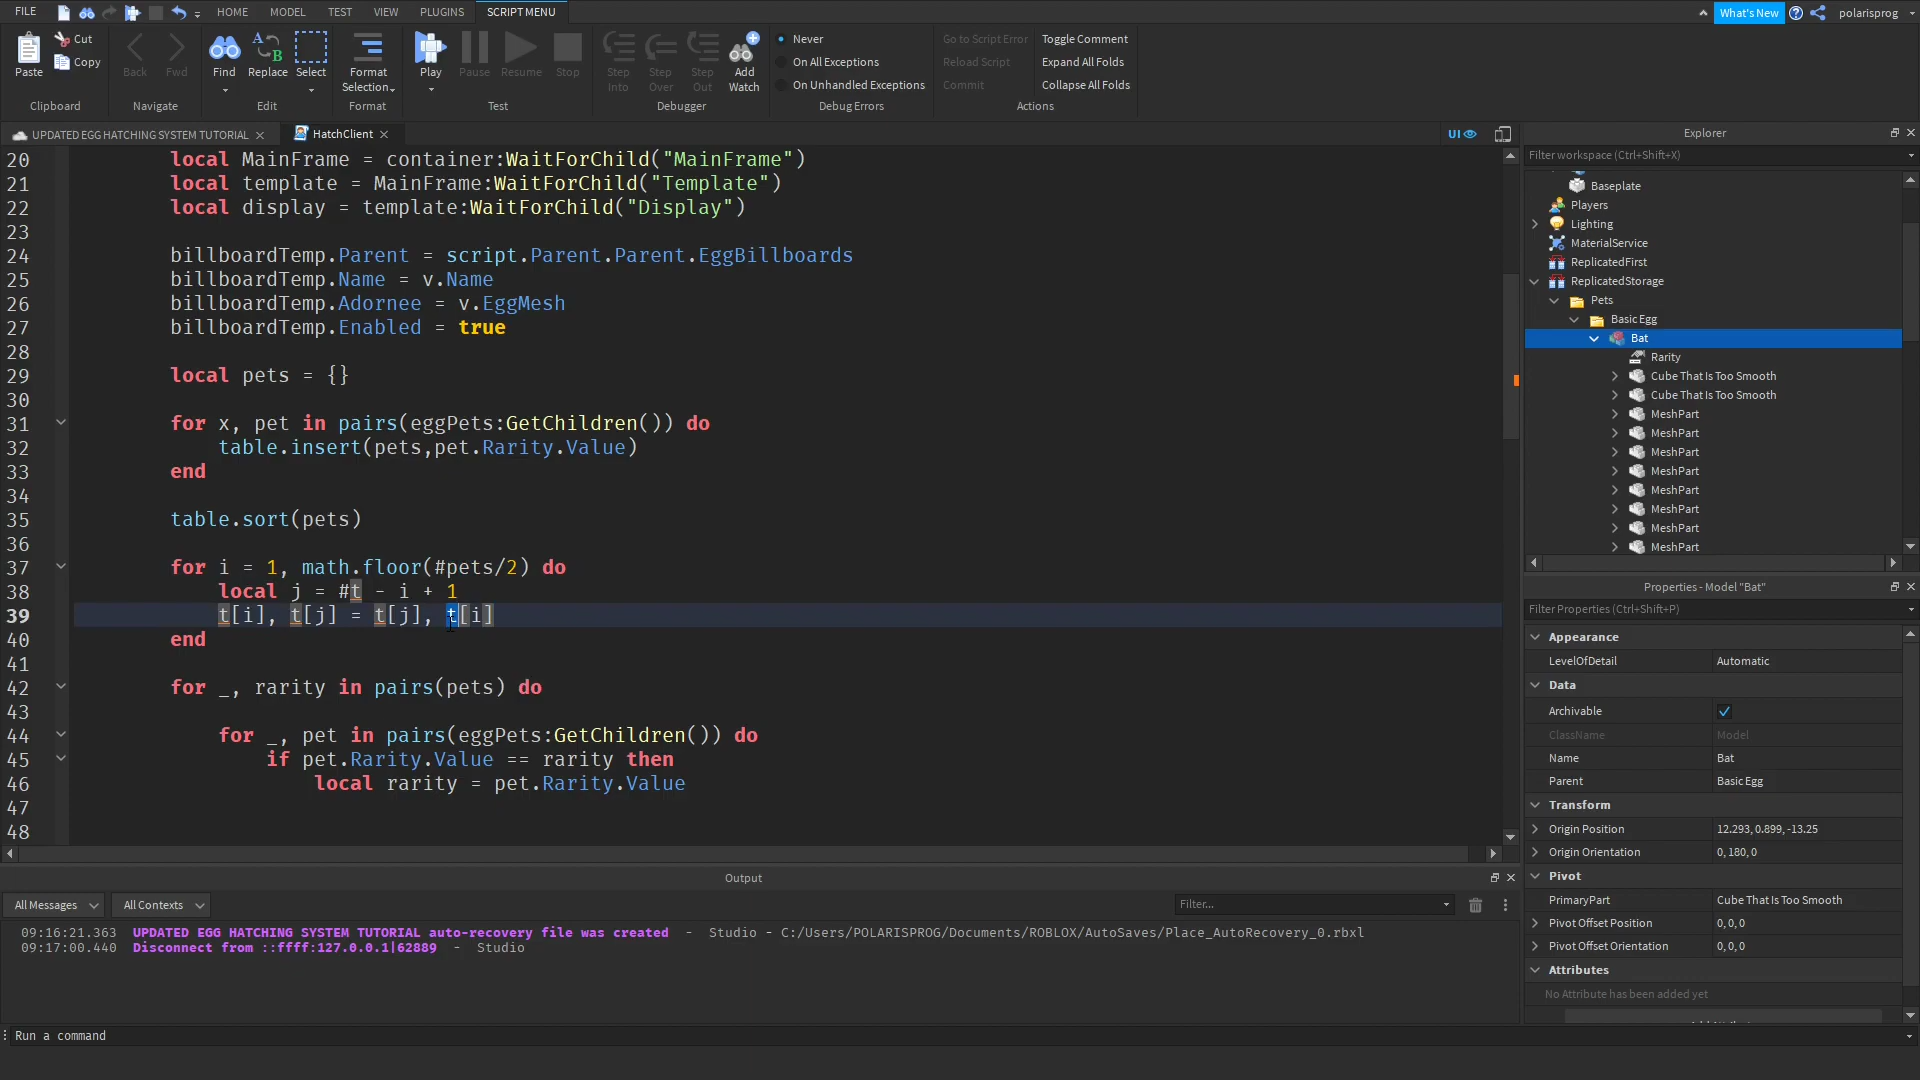 FILE HOME MODEL TEST VIEW PLUGINS SCRIPT MENU What's New polarisprog
Paste Cut Copy Back Fwd Find Replace Select Format Selection Play Pause Resume Stop Step Into Step Over Step Out Add Watch
Never
On All Exceptions
On Unhandled Exceptions
Go to Script Error
Reload Script
Commit
Toggle Comment
Expand All Folds
Collapse All Folds
Clipboard Navigate Edit Format Test Debugger Debug Errors Actions
UPDATED EGG HATCHING SYSTEM TUTORIAL HatchClient UI
20 local MainFrame = container:WaitForChild("MainFrame")
21 local template = MainFrame:WaitForChild("Template")
22 local display = template:WaitForChild("Display")
23
24 billboardTemp.Parent = script.Parent.Parent.EggBillboards
25 billboardTemp.Name = v.Name
26 billboardTemp.Adornee = v.EggMesh
27 billboardTemp.Enabled = true
28
29 local pets = {}
30
31 for x, pet in pairs(eggPets:GetChildren()) do
32 table.insert(pets,pet.Rarity.Value)
33 end
34
35 table.sort(pets)
36
37 for i = 1, math.floor(#pets/2) do
38 local j = #t - i + 1
39 t[i], t[j] = t[j], t[i]
40 end
41
42 for _, rarity in pairs(pets) do
43
44 for _, pet in pairs(eggPets:GetChildren()) do
45 if pet.Rarity.Value == rarity then
46 local rarity = pet.Rarity.Value
47
48
Output
All Messages All Contexts Filter...
09:16:21.363 UPDATED EGG HATCHING SYSTEM TUTORIAL auto-recovery file was created - Studio - C:/Users/POLARISPROG/Documents/ROBLOX/AutoSaves/Place_AutoRecovery_0.rbxl
09:17:00.440 Disconnect from ::ffff:127.0.0.1|62889 - Studio
Run a command
Explorer
Filter workspace (Ctrl+Shift+X)
Baseplate
Players
Lighting
MaterialService
ReplicatedFirst
ReplicatedStorage
Pets
Basic Egg
Bat
Rarity
Cube That Is Too Smooth
Cube That Is Too Smooth
MeshPart
MeshPart
MeshPart
MeshPart
MeshPart
MeshPart
MeshPart
MeshPart
Properties - Model "Bat"
Filter Properties (Ctrl+Shift+P)
Appearance
LevelOfDetail Automatic
Data
Archivable
ClassName Model
Name Bat
Parent Basic Egg
Transform
Origin Position 12.293, 0.899, -13.25
Origin Orientation 0, 180, 0
Pivot
PrimaryPart Cube That Is Too Smooth
Pivot Offset Position 0, 0, 0
Pivot Offset Orientation 0, 0, 0
Attributes
No Attribute has been added yet